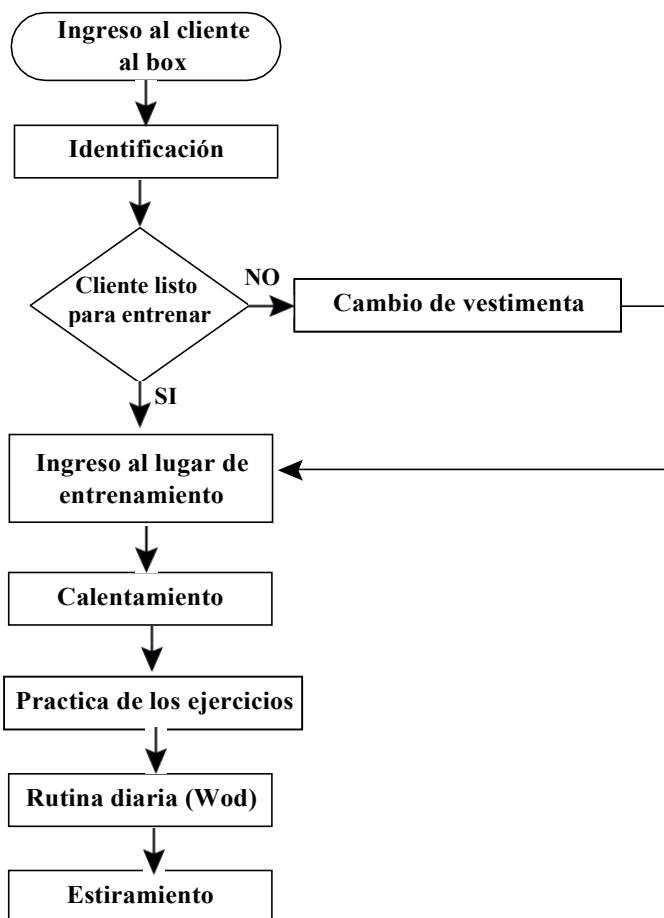 Ingreso al cliente
al box
Identificación
Cliente listo
para entrenar
NO
Cambio de vestimenta
SI
Ingreso al lugar de
entrenamiento
Calentamiento
Practica de los ejercicios
Rutina diaria (Wod)
Estiramiento